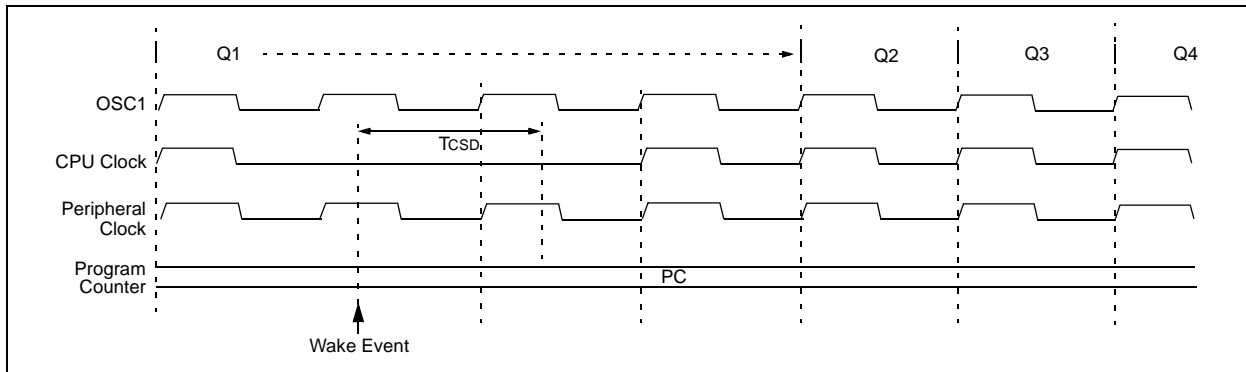 Q1
Q2
Q3
Q4
OSC1
TCSD
CPU Clock
Peripheral
Clock
Program
Counter
PC
Wake Event